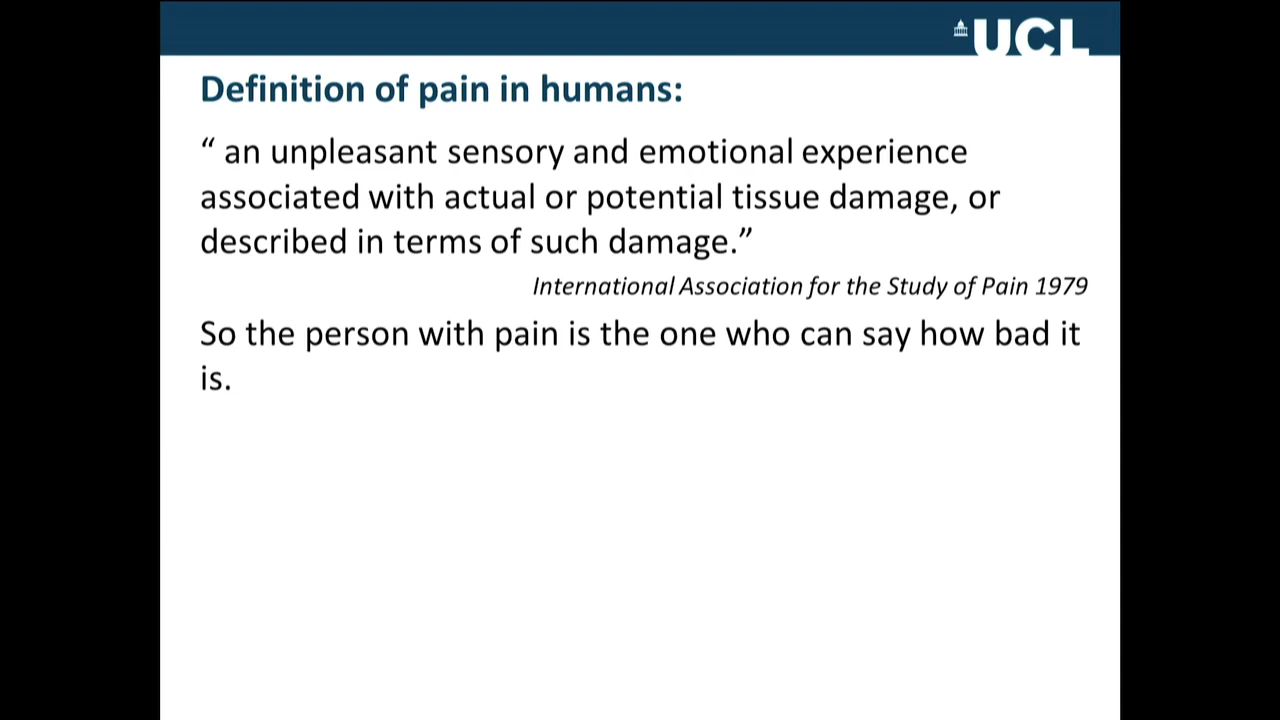 UCL
Definition of pain in humans:
“ an unpleasant sensory and emotional experience
associated with actual or potential tissue damage, or
described in terms of such damage.”
International Association for the Study of Pain 1979
So the person with pain is the one who can say how bad it
is.